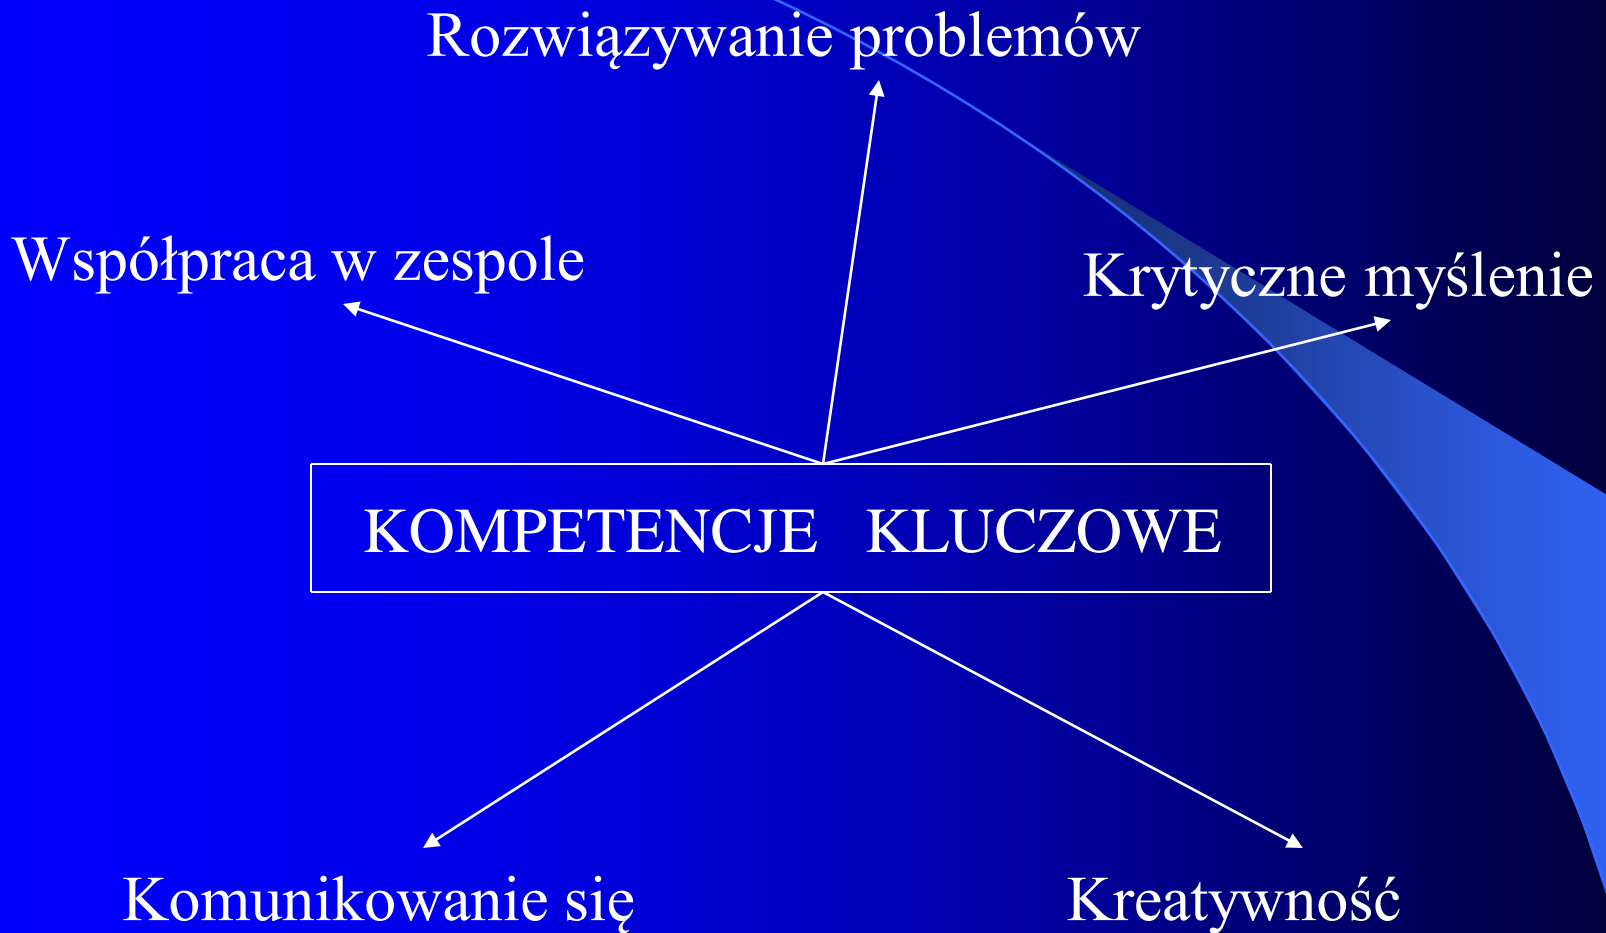 Rozwiązywanie problemów
Współpraca w zespole
Krytyczne myślenie
KOMPETENCJE KLUCZOWE
Komunikowanie się
Kreatywność